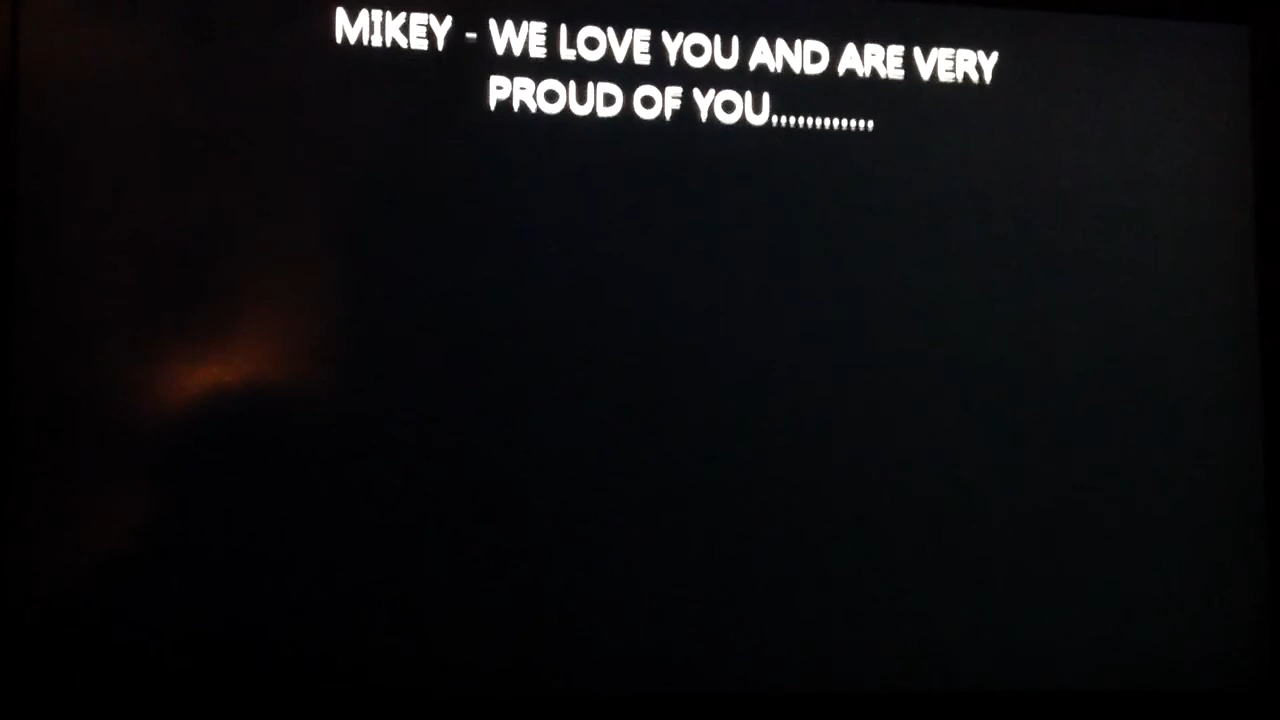 MIKEY - WE LOVE YOU AND ARE VERY
PROUD OF YOU............